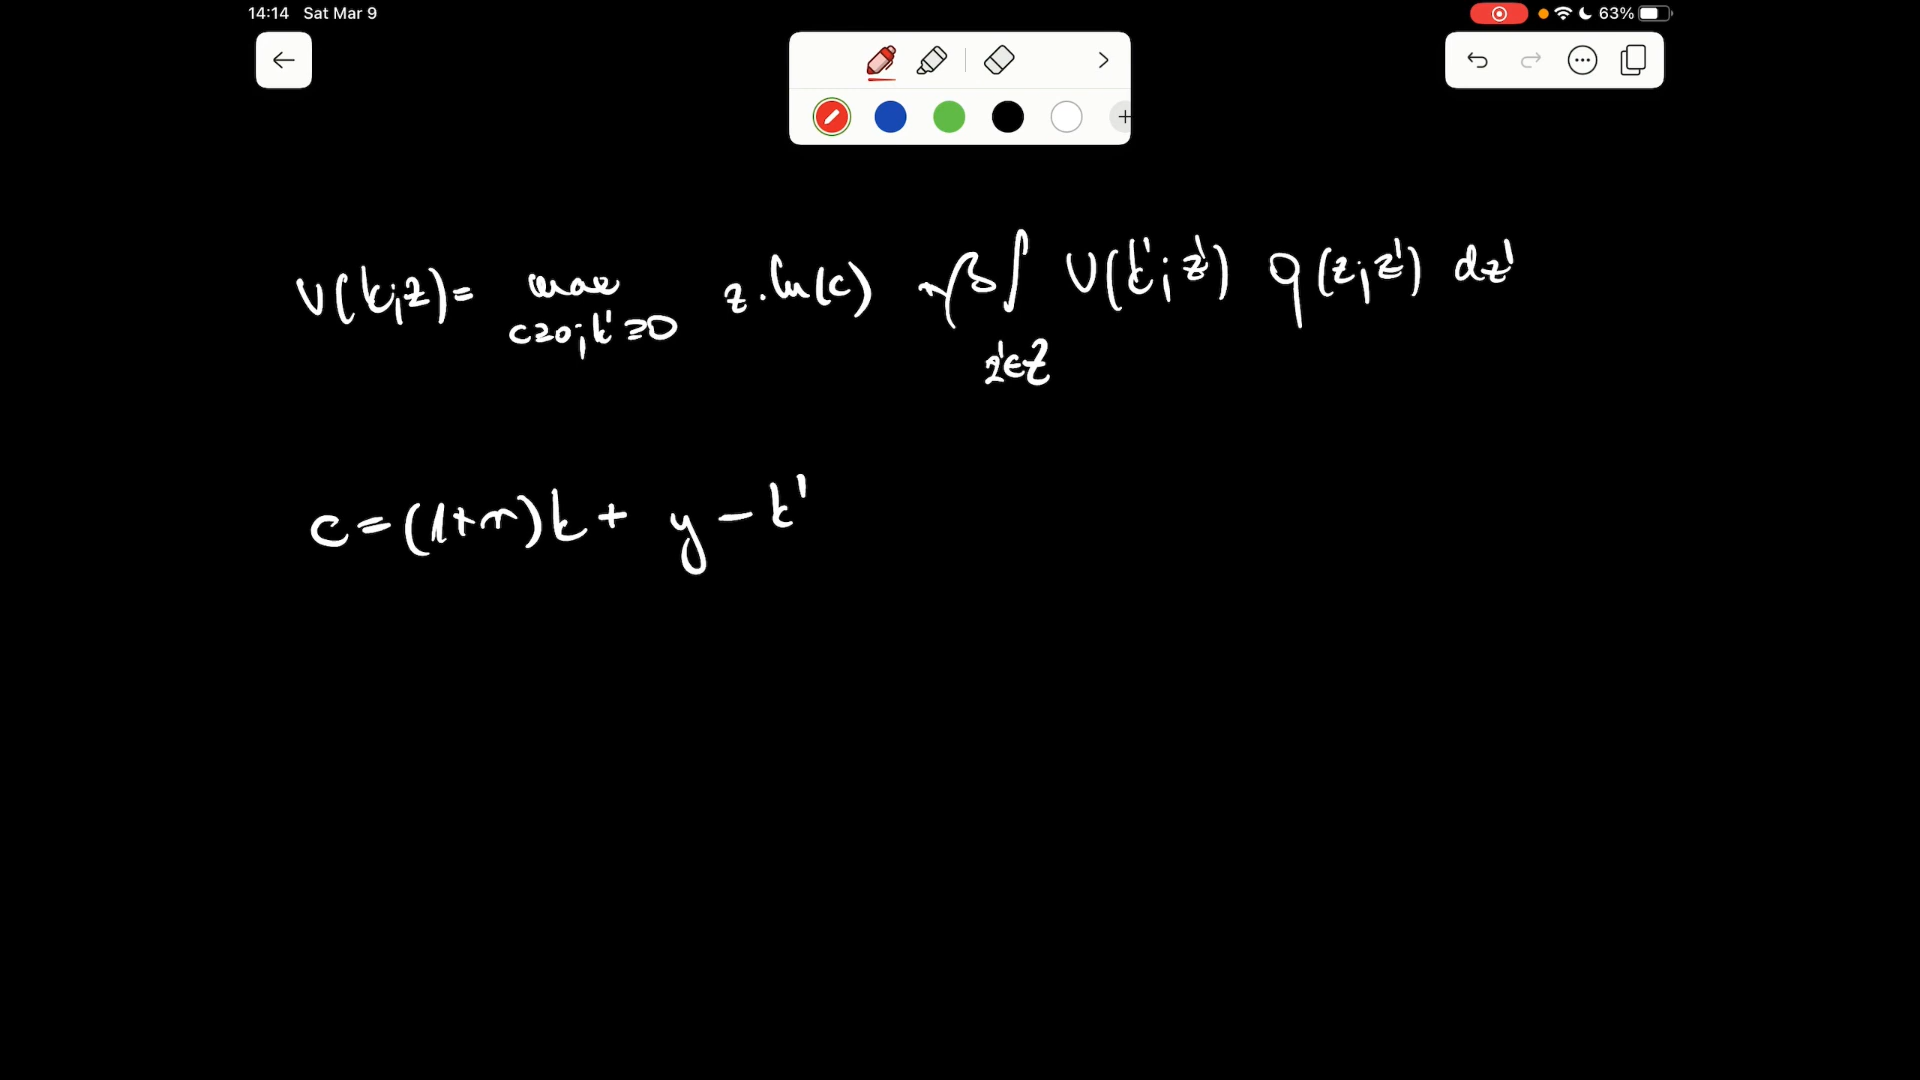 14:14 Sat Mar 9 63%
V(k;z)= max z.ln(c) +β∫ V(k';z') q(z;z') dz'
c≥0;k'≥0 z'∈Z
c=(1+r)k+ y-k'